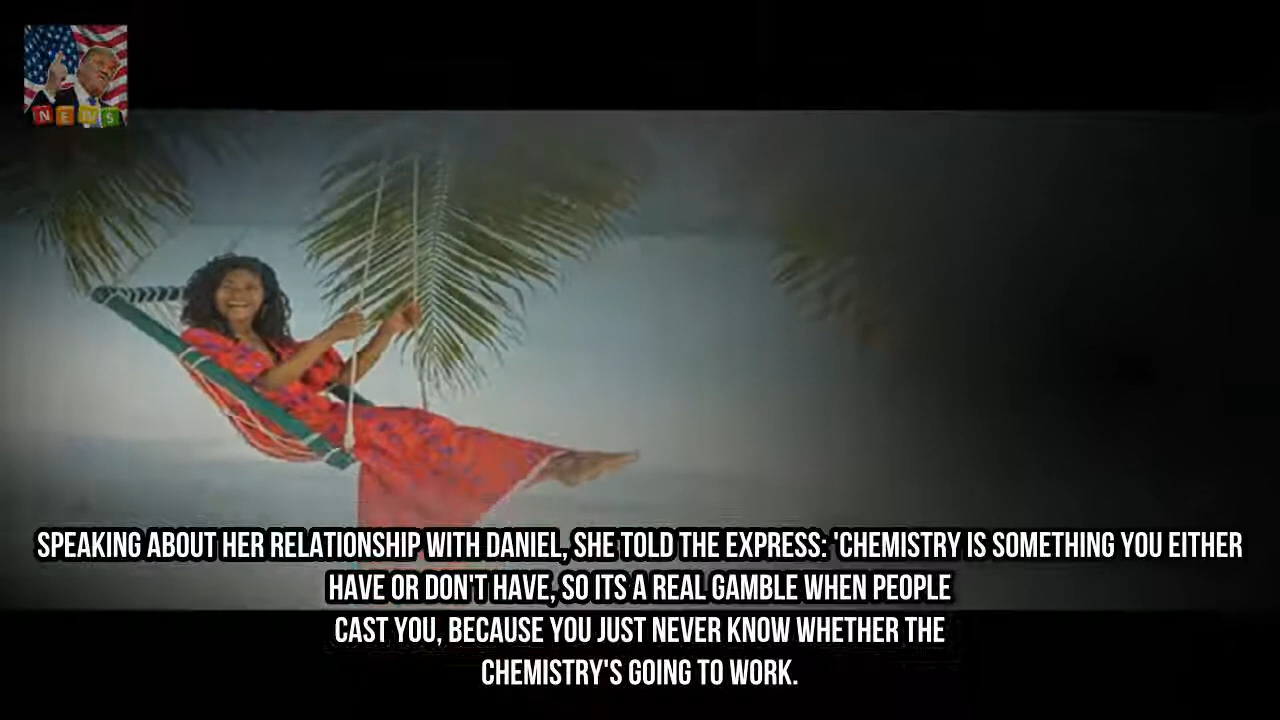 NEWS
SPEAKING ABOUT HER RELATIONSHIP WITH DANIEL, SHE TOLD THE EXPRESS: 'CHEMISTRY IS SOMETHING YOU EITHER
HAVE OR DON'T HAVE, SO ITS A REAL GAMBLE WHEN PEOPLE
CAST YOU, BECAUSE YOU JUST NEVER KNOW WHETHER THE
CHEMISTRY'S GOING TO WORK.